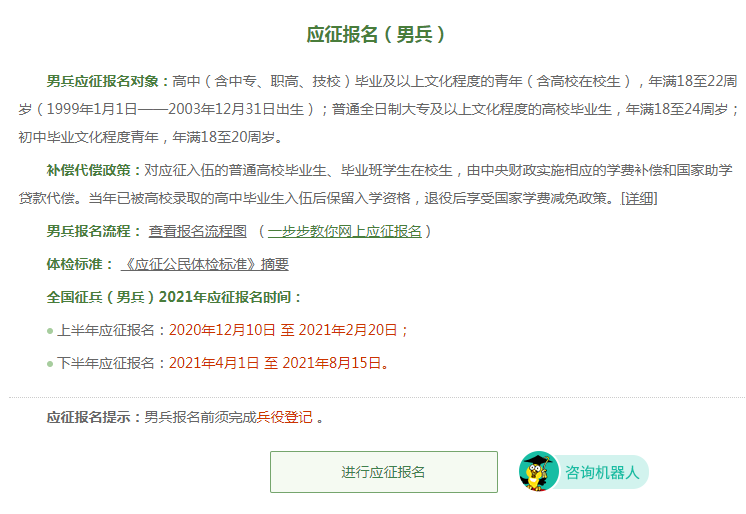 应征报名（男兵）
男兵应征报名对象：高中（含中专、职高、技校）毕业及以上文化程度的青年（含高校在校生），年满18至22周
岁（1999年1月1日——2003年12月31日出生）；普通全日制大专及以上文化程度的高校毕业生，年满18至24周岁；
初中毕业文化程度青年，年满18至20周岁。
补偿代偿政策：对应征入伍的普通高校毕业生、毕业班学生在校生，由中央财政实施相应的学费补偿和国家助学
贷款代偿。当年已被高校录取的高中毕业生入伍后保留入学资格，退役后享受国家学费减免政策。[详细]
男兵报名流程： 查看报名流程图 （一步步教你网上应征报名）
体检标准： 《应征公民体检标准》摘要
全国征兵（男兵）2021年应征报名时间：
上半年应征报名：2020年12月10日 至 2021年2月20日；
下半年应征报名：2021年4月1日 至 2021年8月15日。
应征报名提示：男兵报名前须完成兵役登记 。
进行应征报名
咨询机器人